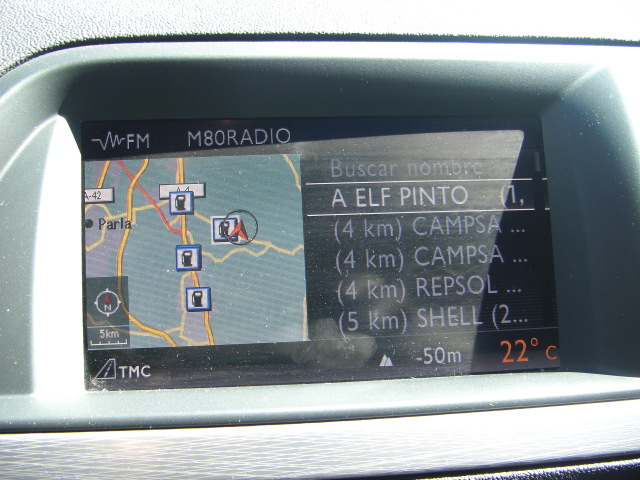 FM M80RADIO
Buscar nombre
A ELF PINTO (1,
(4 km) CAMPSA ...
(4 km) CAMPSA ...
(4 km) REPSOL ...
(5 km) SHELL (2...
A-42
A-4
Parla
N
5km
TMC
-50m
22° C